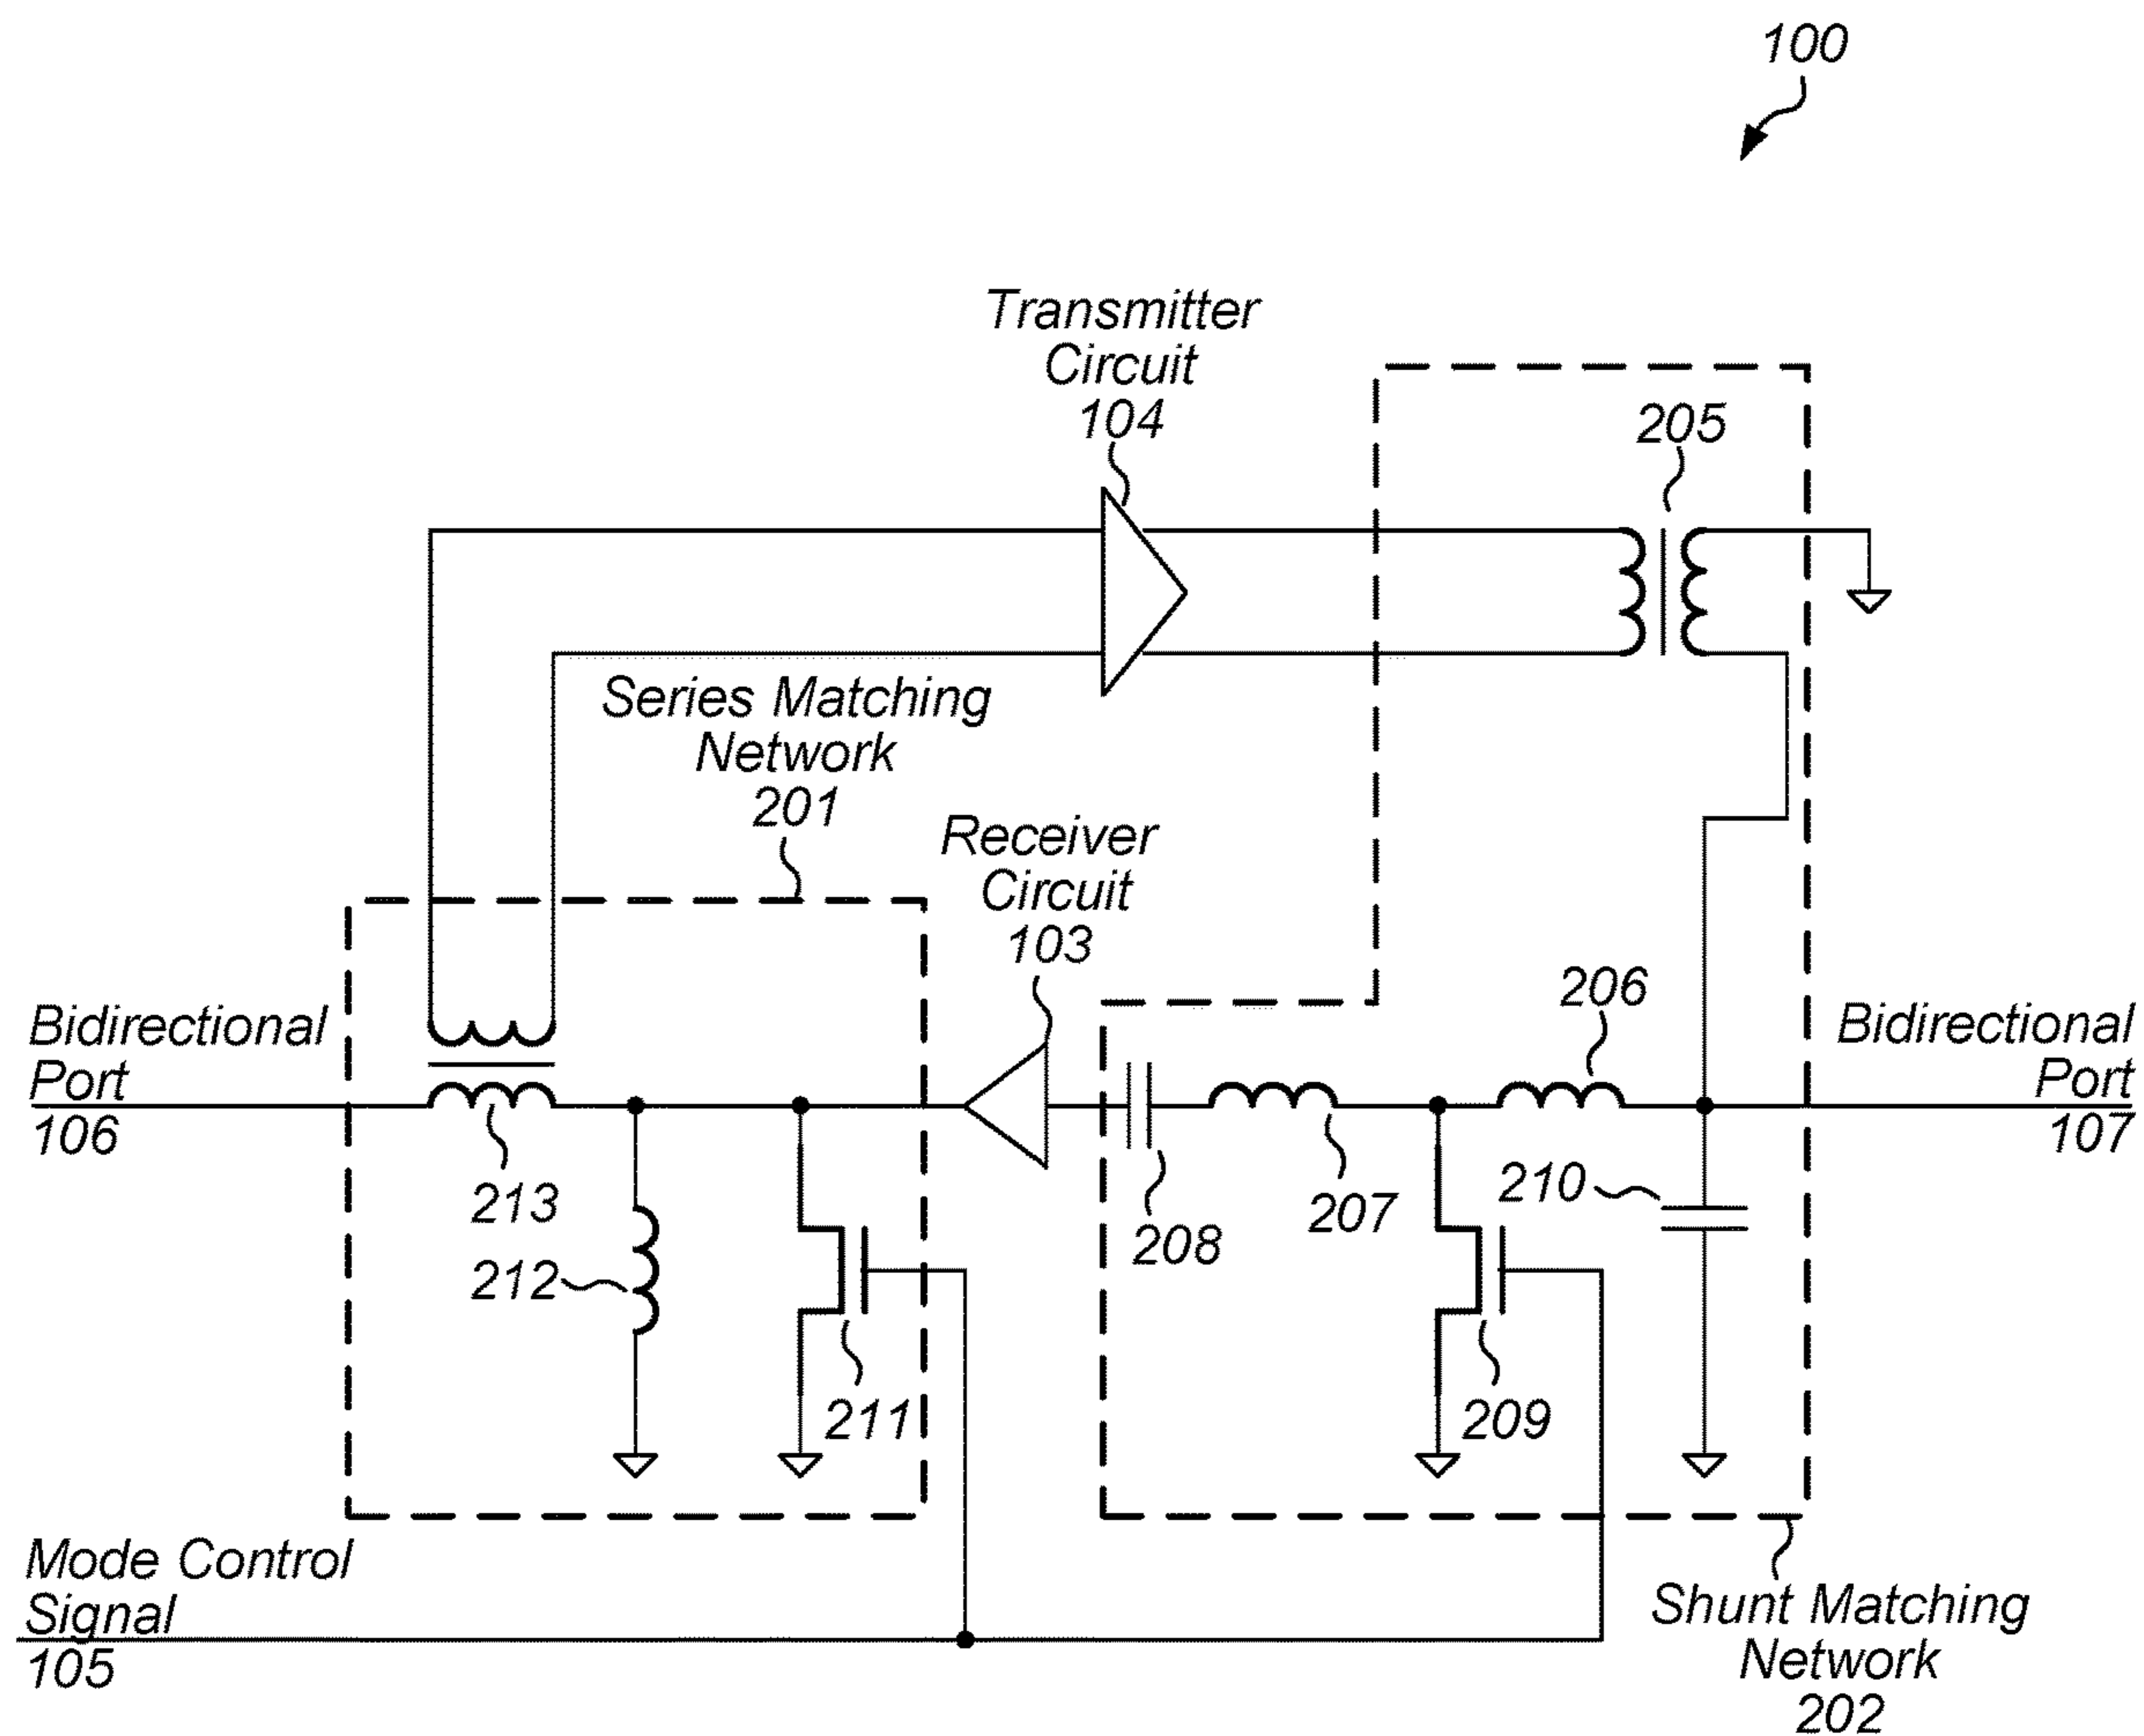 100
Transmitter
Circuit
104
205
Series Matching
Network
201
Receiver
Circuit
103
206
Bidirectional
Port
106
Bidirectional
Port
107
213
212
211
208
207
209
210
Mode Control
Signal
105
Shunt Matching
Network
202